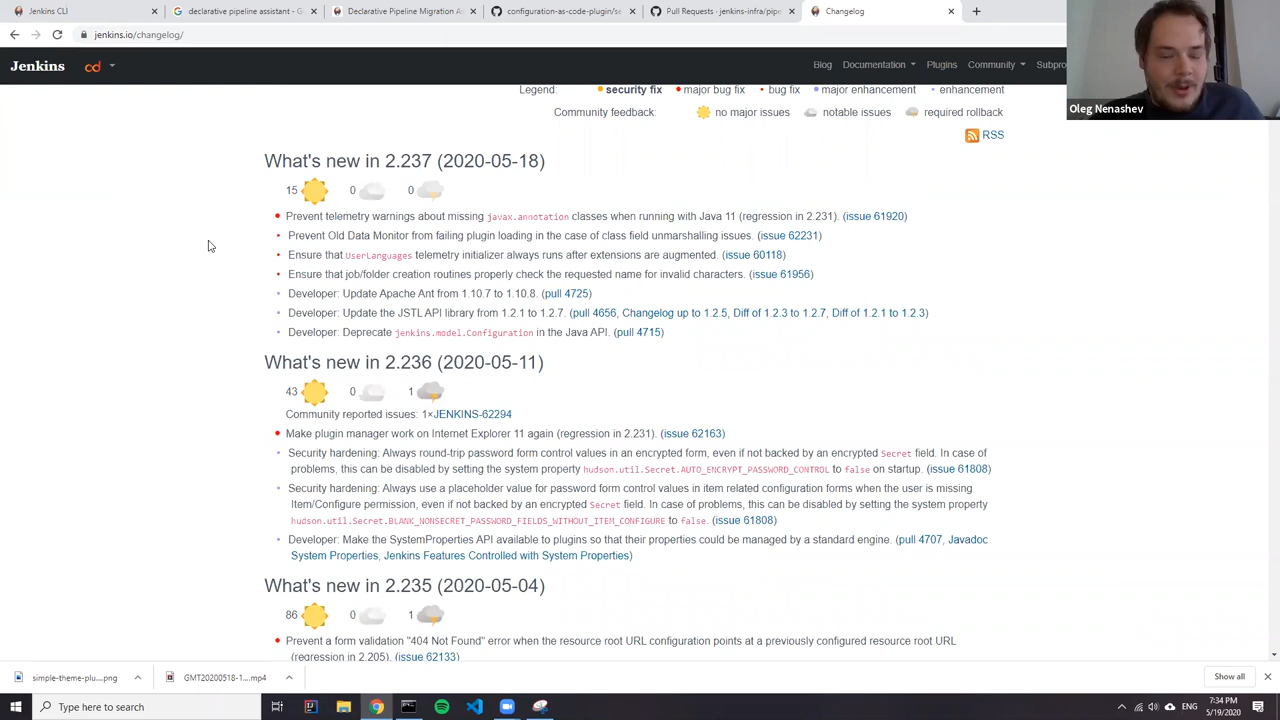 Jenkins CLI
declarative pipeline assistant - G
Declarative Pipeline Migration A
configuration-as-code-plugin/se
Pull Requests · jenkins-infra/pipe
Changelog
jenkins.io/changelog/
Jenkins
Blog Documentation Plugins Community Subpro
Oleg Nenashev
Legend: security fix major bug fix bug fix major enhancement enhancement
Community feedback: no major issues notable issues required rollback
RSS
What's new in 2.237 (2020-05-18)
15 0 0
Prevent telemetry warnings about missing javax.annotation classes when running with Java 11 (regression in 2.231). (issue 61920)
Prevent Old Data Monitor from failing plugin loading in the case of class field unmarshalling issues. (issue 62231)
Ensure that UserLanguages telemetry initializer always runs after extensions are augmented. (issue 60118)
Ensure that job/folder creation routines properly check the requested name for invalid characters. (issue 61956)
Developer: Update Apache Ant from 1.10.7 to 1.10.8. (pull 4725)
Developer: Update the JSTL API library from 1.2.1 to 1.2.7. (pull 4656, Changelog up to 1.2.5, Diff of 1.2.3 to 1.2.7, Diff of 1.2.1 to 1.2.3)
Developer: Deprecate jenkins.model.Configuration in the Java API. (pull 4715)
What's new in 2.236 (2020-05-11)
43 0 1
Community reported issues: 1×JENKINS-62294
Make plugin manager work on Internet Explorer 11 again (regression in 2.231). (issue 62163)
Security hardening: Always round-trip password form control values in an encrypted form, even if not backed by an encrypted Secret field. In case of
problems, this can be disabled by setting the system property hudson.util.Secret.AUTO_ENCRYPT_PASSWORD_CONTROL to false on startup. (issue 61808)
Security hardening: Always use a placeholder value for password form control values in item related configuration forms when the user is missing
Item/Configure permission, even if not backed by an encrypted Secret field. In case of problems, this can be disabled by setting the system property
hudson.util.Secret.BLANK_NONSECRET_PASSWORD_FIELDS_WITHOUT_ITEM_CONFIGURE to false. (issue 61808)
Developer: Make the SystemProperties API available to plugins so that their properties could be managed by a standard engine. (pull 4707, Javadoc
System Properties, Jenkins Features Controlled with System Properties)
What's new in 2.235 (2020-05-04)
86 0 1
Prevent a form validation "404 Not Found" error when the resource root URL configuration points at a previously configured resource root URL
(regression in 2.205). (issue 62133)
simple-theme-plu....png
GMT20200518-1....mp4
Show all
Type here to search
ENG
7:34 PM
5/19/2020